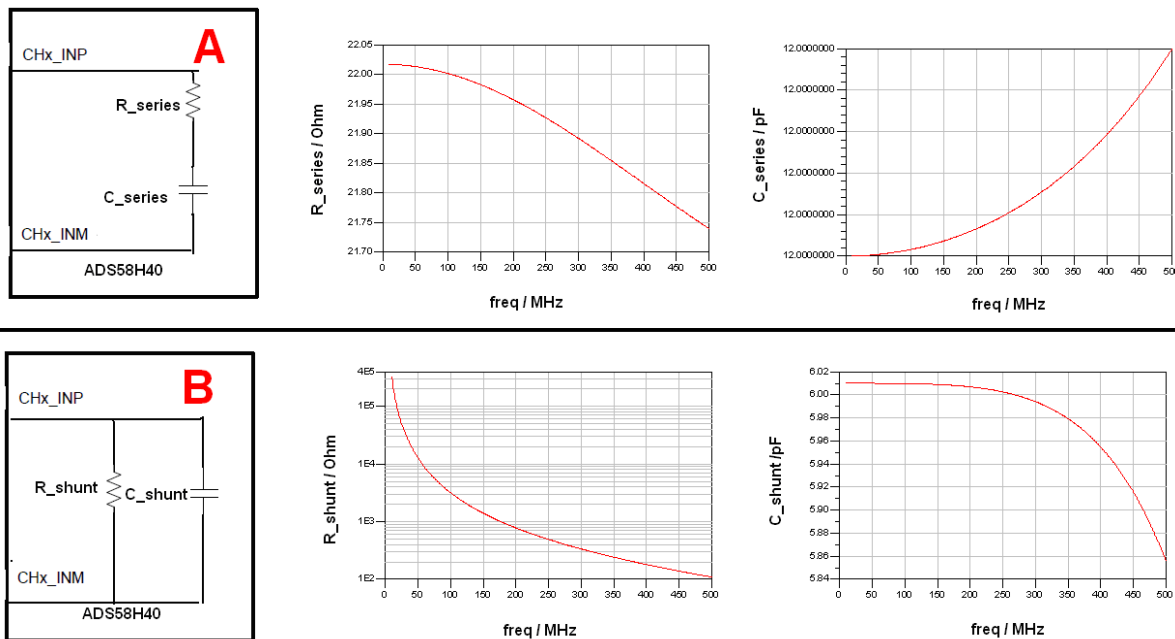 A
CHx_INP
R_series
C_series
CHx_INM
ADS58H40
R_series / Ohm
22.05
22.00
21.95
21.90
21.85
21.80
21.75
21.70
0 50 100 150 200 250 300 350 400 450 500
freq / MHz
C_series / pF
12.0000000
12.0000000
12.0000000
12.0000000
12.0000000
12.0000000
0 50 100 150 200 250 300 350 400 450 500
freq / MHz
B
CHx_INP
R_shunt
C_shunt
CHx_INM
ADS58H40
R_shunt / Ohm
4E5
1E5
1E4
1E3
1E2
0 50 100 150 200 250 300 350 400 450 500
freq / MHz
C_shunt /pF
6.02
6.00
5.98
5.96
5.94
5.92
5.90
5.88
5.86
5.84
0 50 100 150 200 250 300 350 400 450 500
freq / MHz